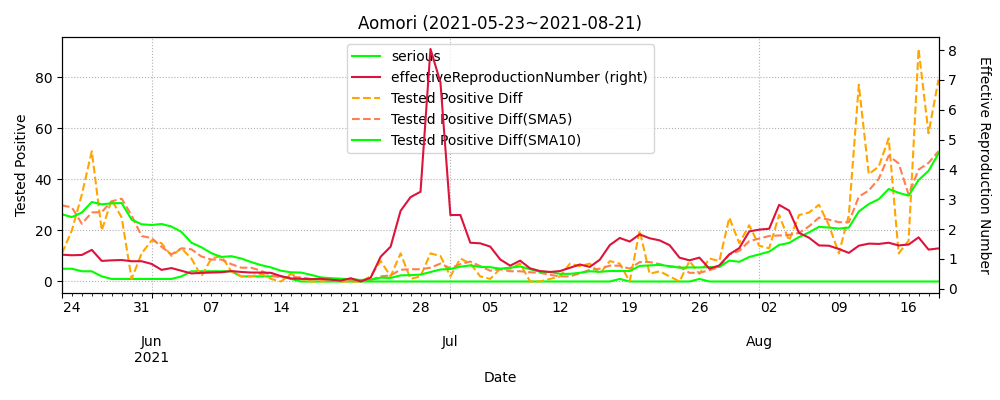 Aomori (2021-05-23~2021-08-21)
serious
effectiveReproductionNumber (right)
Tested Positive Diff
Tested Positive Diff(SMA5)
Tested Positive Diff(SMA10)
Tested Positive
80
60
40
20
0
8
7
6
5
4
3
2
1
0
Effective Reproduction Number
24 31 07 14 21 28 05 12 19 26 02 09 16
Jun Jul Aug
2021
Date